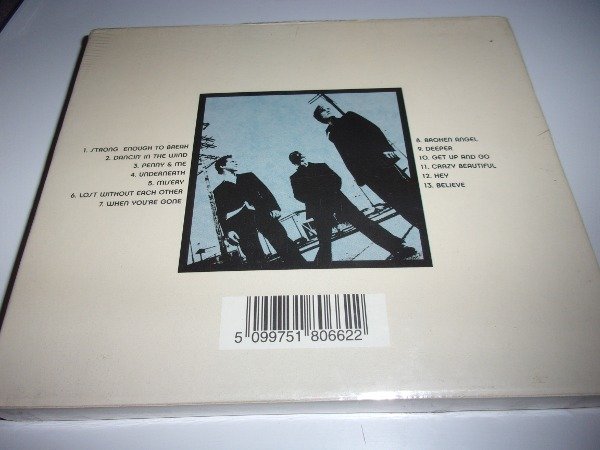 1. STRONG ENOUGH TO BREAK
2. DANCIN' IN THE WIND
3. PENNY & ME
4. UNDERNEATH
5. MISERY
6. LOST WITHOUT EACH OTHER
7. WHEN YOU'RE GONE
8. BROKEN ANGEL
9. DEEPER
10. GET UP AND GO
11. CRAZY BEAUTIFUL
12. HEY
13. BELIEVE
5 099751 806622